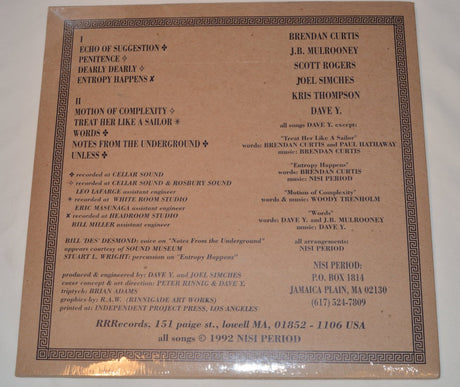 I
ECHO OF SUGGESTION ✤
PENITENCE ✧
DEARLY DEARLY ✧
ENTROPY HAPPENS ✘
II
MOTION OF COMPLEXITY ✧
TREAT HER LIKE A SAILOR ✳
WORDS ✤
NOTES FROM THE UNDERGROUND ✤
UNLESS ✤
✤ recorded at CELLAR SOUND
✧ recorded at CELLAR SOUND & ROSBURY SOUND
LEO LAFARGE assistant engineer
✳ recorded at WHITE ROOM STUDIO
ERIC MASUNAGA assistant engineer
✘ recorded at HEADROOM STUDIO
BILL MILLER assistant engineer
BILL DES' DESMOND: voice on "Notes From the Underground"
appears courtesy of SOUND MUSEUM
STUART L. WRIGHT: percussion on "Entropy Happens"
produced & engineered by: DAVE Y. and JOEL SIMCHES
cover concept & art direction: PETER RINNIG & DAVE Y.
triptych: BRIAN ADAMS
graphics by: R.A.W. (RINNIGADE ART WORKS)
printed at: INDEPENDENT PROJECT PRESS, LOS ANGELES
BRENDAN CURTIS
J.B. MULROONEY
SCOTT ROGERS
JOEL SIMCHES
KRIS THOMPSON
DAVE Y.
all songs DAVE Y. except:
"Treat Her Like A Sailor"
words: BRENDAN CURTIS and PAUL HATHAWAY
music: BRENDAN CURTIS
"Entropy Happens"
words: BRENDAN CURTIS
music: NISI PERIOD
"Motion of Complexity"
words & music: WOODY TRENHOLM
"Words"
words: DAVE Y. and J.B. MULROONEY
music: DAVE Y.
all arrangements:
NISI PERIOD
NISI PERIOD:
P.O. BOX 1814
JAMAICA PLAIN, MA 02130
(617) 524-7809
RRRecords, 151 paige st., lowell MA, 01852 - 1106 USA
all songs © 1992 NISI PERIOD